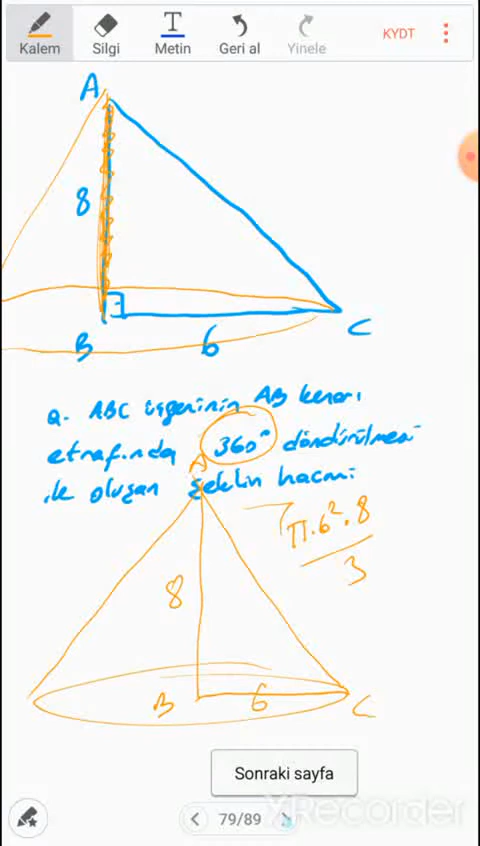 Kalem Silgi Metin Geri al Yinele KYDT
A
8
B 6 C
a. ABC üçgeninin AB kenarı
etrafında 360° döndürülmesi
ile oluşan şeklin hacmi
A
π.6².8
3
8
B 6 C
Sonraki sayfa
79/89
XRecorder